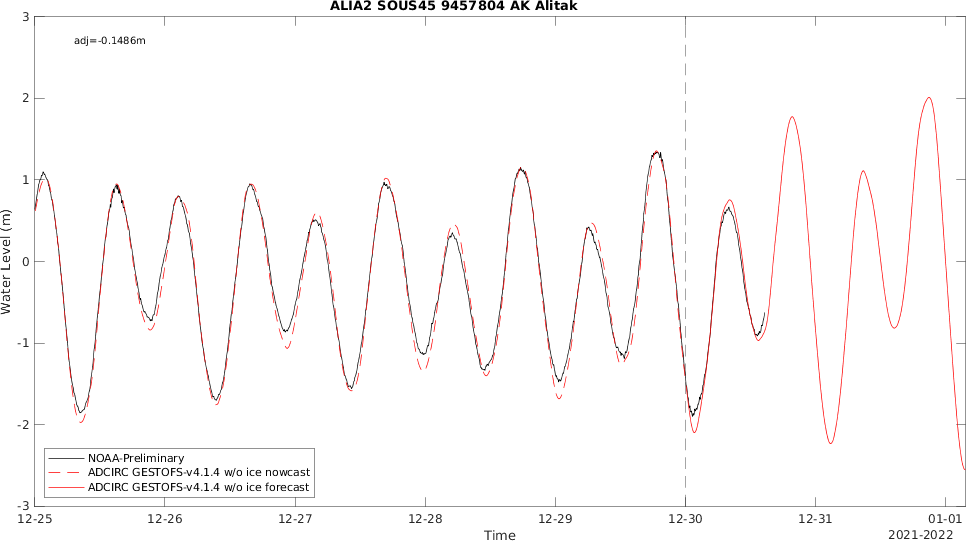 ALIA2 SOUS45 9457804 AK Alitak
adj=-0.1486m
3
2
1
0
-1
-2
-3
Water Level (m)
NOAA-Preliminary
ADCIRC GESTOFS-v4.1.4 w/o ice nowcast
ADCIRC GESTOFS-v4.1.4 w/o ice forecast
12-25 12-26 12-27 12-28 12-29 12-30 12-31 01-01
Time
2021-2022